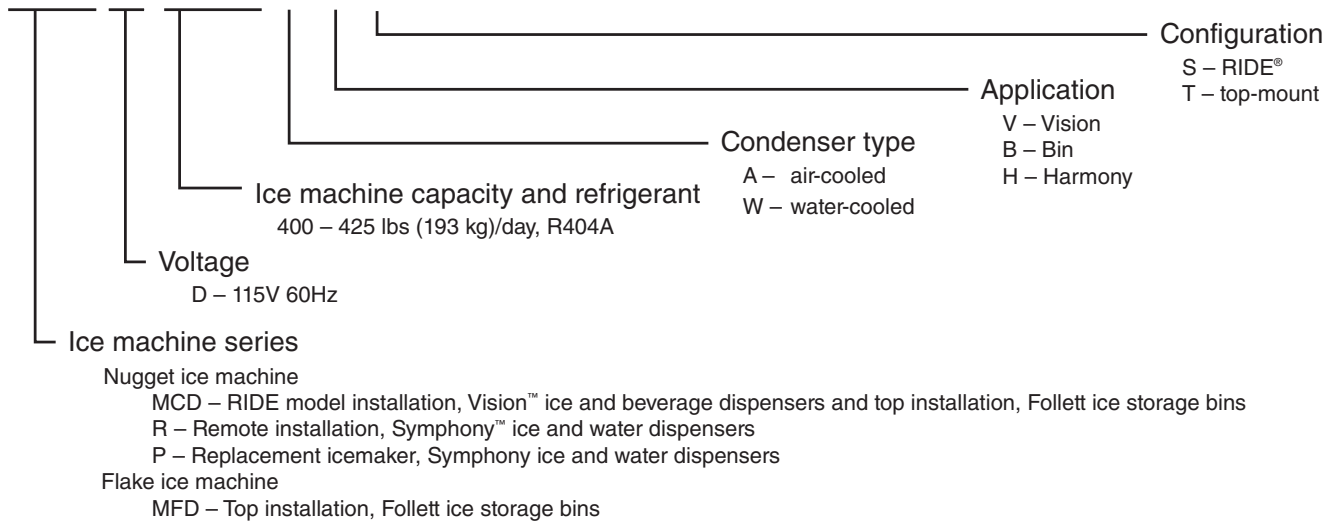 Configuration
S – RIDE®
T – top-mount
Application
V – Vision
B – Bin
H – Harmony
Condenser type
A – air-cooled
W – water-cooled
Ice machine capacity and refrigerant
400 – 425 lbs (193 kg)/day, R404A
Voltage
D – 115V 60Hz
Ice machine series
Nugget ice machine
MCD – RIDE model installation, Vision™ ice and beverage dispensers and top installation, Follett ice storage bins
R – Remote installation, Symphony™ ice and water dispensers
P – Replacement icemaker, Symphony ice and water dispensers
Flake ice machine
MFD – Top installation, Follett ice storage bins